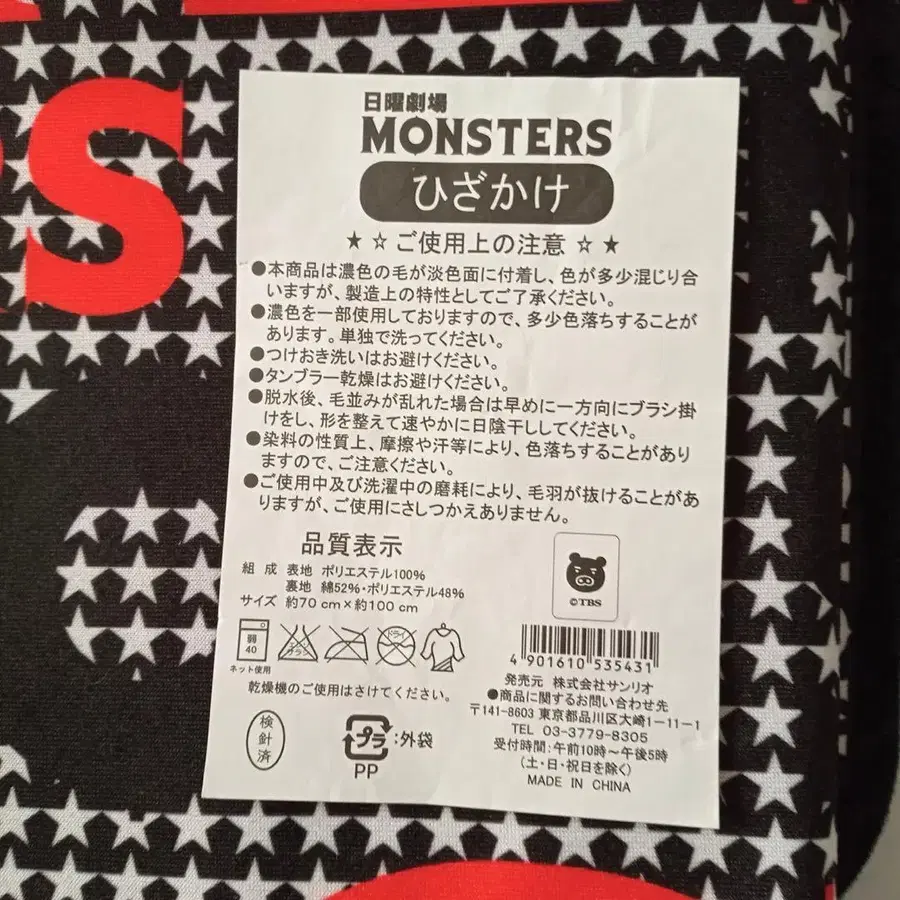 RS
日曜劇場
MONSTERS
ひざかけ
★ ☆ ご使用上の注意 ☆ ★
●本商品は濃色の毛が淡色面に付着し、色が多少混じり合
いますが、製造上の特性としてご了承ください。
●濃色を一部使用しておりますので、多少色落ちすることが
あります。単独で洗ってください。
●つけおき洗いはお避けください。
●タンブラー乾燥はお避けください。
●脱水後、毛並みが乱れた場合は早めに一方向にブラシ掛
けをし、形を整えて速やかに日陰干ししてください。
●染料の性質上、摩擦や汗等により、色落ちすることがあり
ますので、ご注意ください。
●ご使用中及び洗濯中の磨耗により、毛羽が抜けることがあ
りますが、ご使用にさしつかえありません。
品質表示
組 成 表地 ポリエステル100%
裏地 綿52%・ポリエステル48%
サイズ 約70cm×約100cm
弱
40
エンソ
サラシ
ドライ
ネット使用
乾燥機のご使用はさけてください。
検
針
済
プラ
:外袋
PP
©TBS
4 901610 535431
発売元 株式会社サンリオ
●商品に関するお問い合わせ先
〒141-8603 東京都品川区大崎1-11-1
TEL 03-3779-8305
受付時間:午前10時~午後5時
(土・日・祝日を除く)
MADE IN CHINA